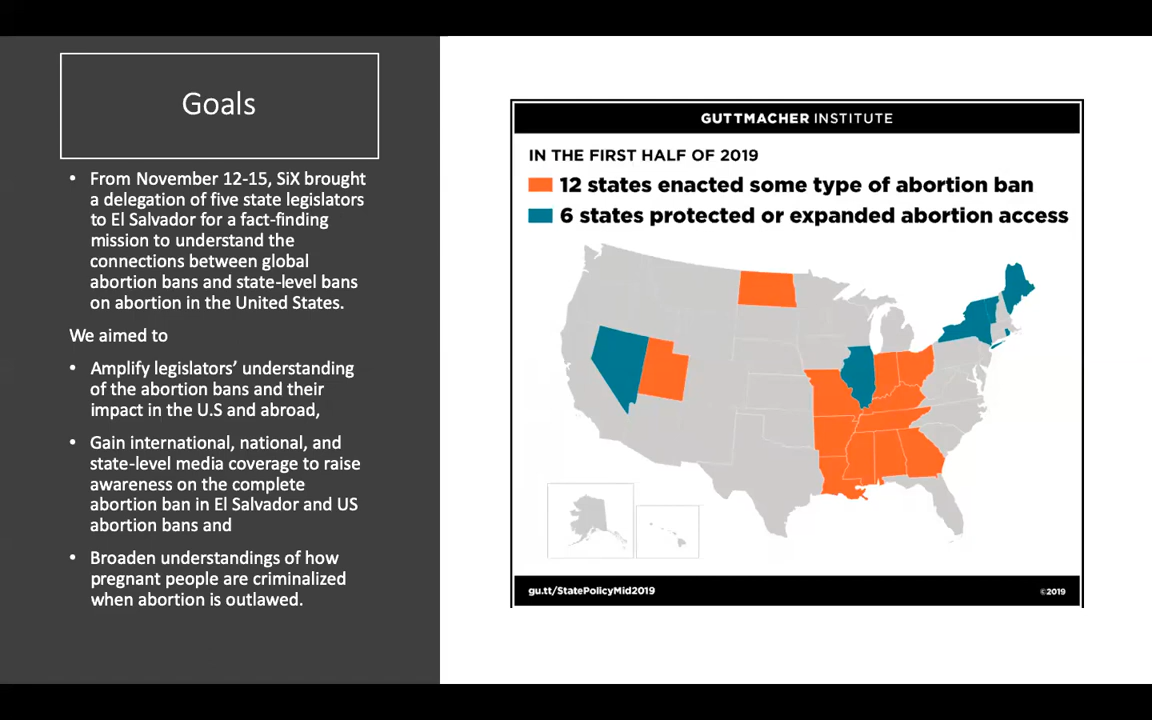 Goals
• From November 12-15, SiX brought
a delegation of five state legislators
to El Salvador for a fact-finding
mission to understand the
connections between global
abortion bans and state-level bans
on abortion in the United States.
We aimed to
• Amplify legislators' understanding
of the abortion bans and their
impact in the U.S and abroad,
• Gain international, national, and
state-level media coverage to raise
awareness on the complete
abortion ban in El Salvador and US
abortion bans and
• Broaden understandings of how
pregnant people are criminalized
when abortion is outlawed.
GUTTMACHER INSTITUTE
IN THE FIRST HALF OF 2019
12 states enacted some type of abortion ban
6 states protected or expanded abortion access
gu.tt/StatePolicyMid2019
©2019